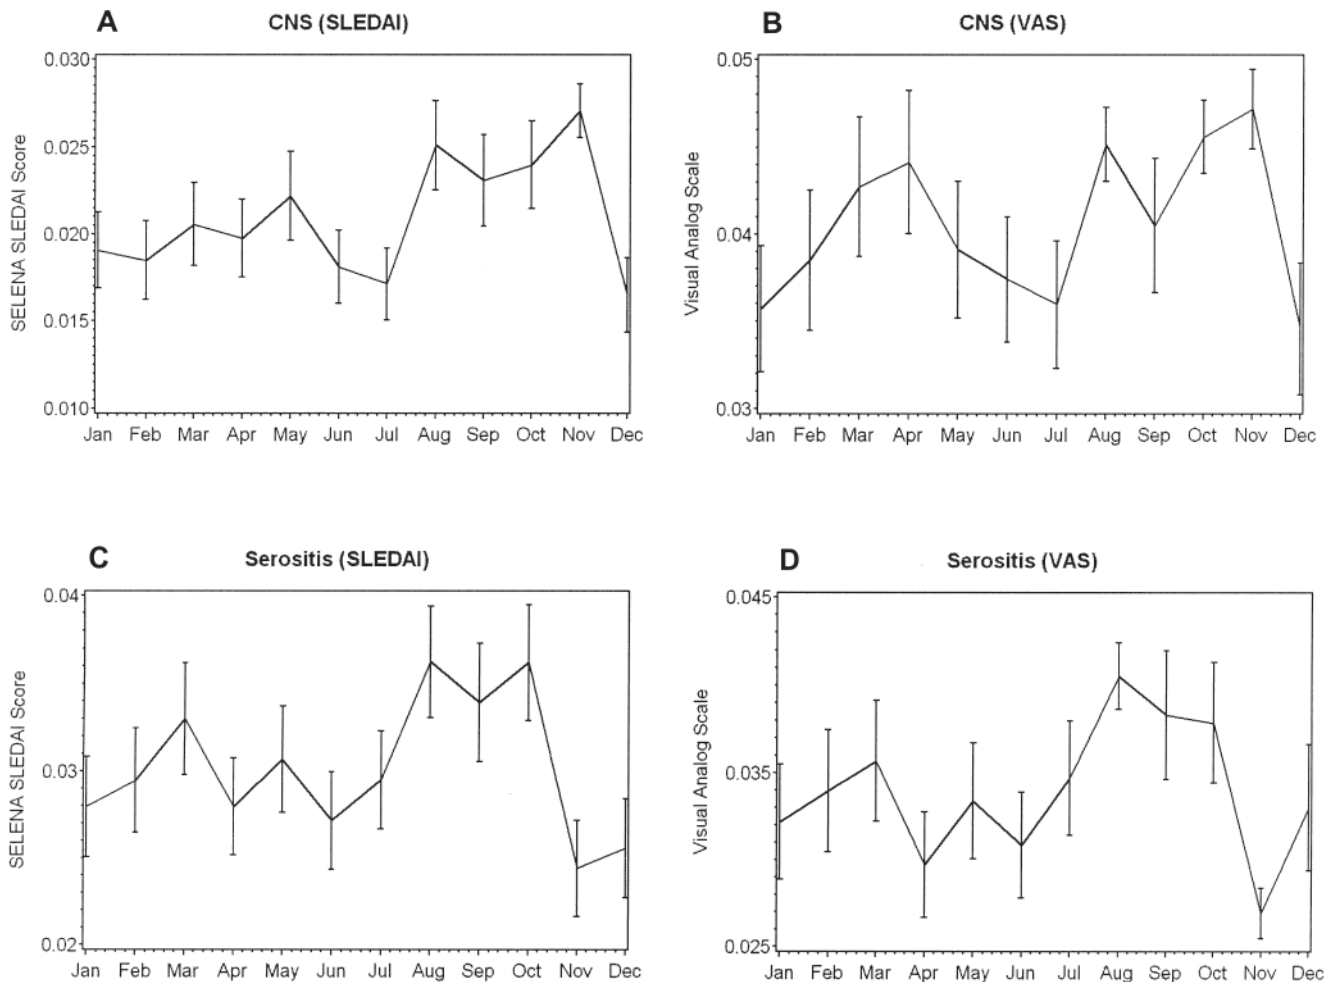 A CNS (SLEDAI)
SELENA SLEDAI Score
0.030
0.025
0.020
0.015
0.010
Jan Feb Mar Apr May Jun Jul Aug Sep Oct Nov Dec
B CNS (VAS)
Visual Analog Scale
0.05
0.04
0.03
Jan Feb Mar Apr May Jun Jul Aug Sep Oct Nov Dec
C Serositis (SLEDAI)
SELENA SLEDAI Score
0.04
0.03
0.02
Jan Feb Mar Apr May Jun Jul Aug Sep Oct Nov Dec
D Serositis (VAS)
Visual Analog Scale
0.045
0.035
0.025
Jan Feb Mar Apr May Jun Jul Aug Sep Oct Nov Dec